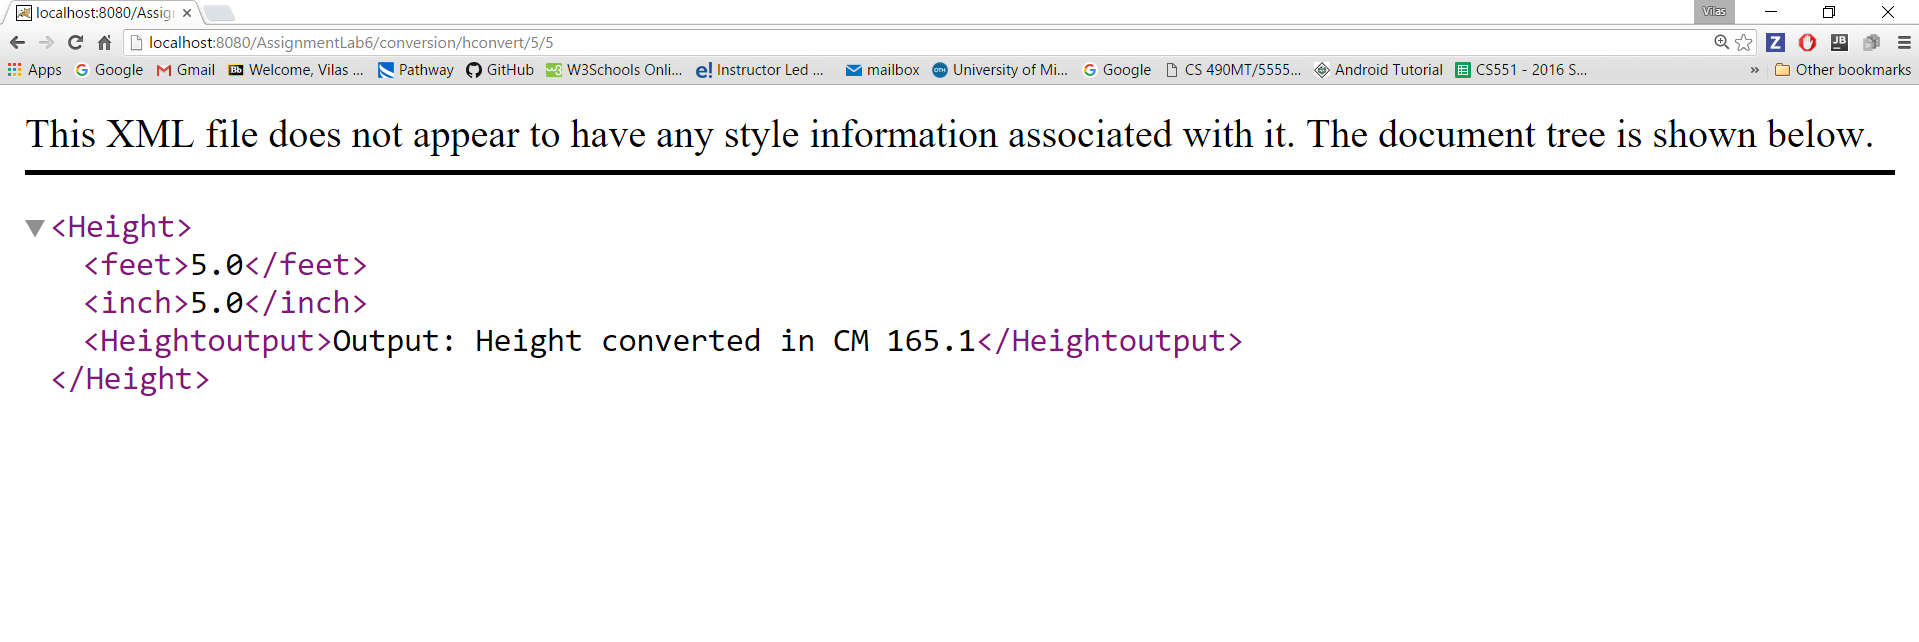 localhost:8080/Assig
Vilas
localhost:8080/AssignmentLab6/conversion/hconvert/5/5
Z
JB
Apps Google Gmail Bb Welcome, Vilas ... Pathway GitHub W3Schools Onli... e! Instructor Led ... mailbox University of Mi... Google CS 490MT/5555... Android Tutorial CS551 - 2016 S... » Other bookmarks
This XML file does not appear to have any style information associated with it. The document tree is shown below.
▼<Height>
<feet>5.0</feet>
<inch>5.0</inch>
<Heightoutput>Output: Height converted in CM 165.1</Heightoutput>
</Height>